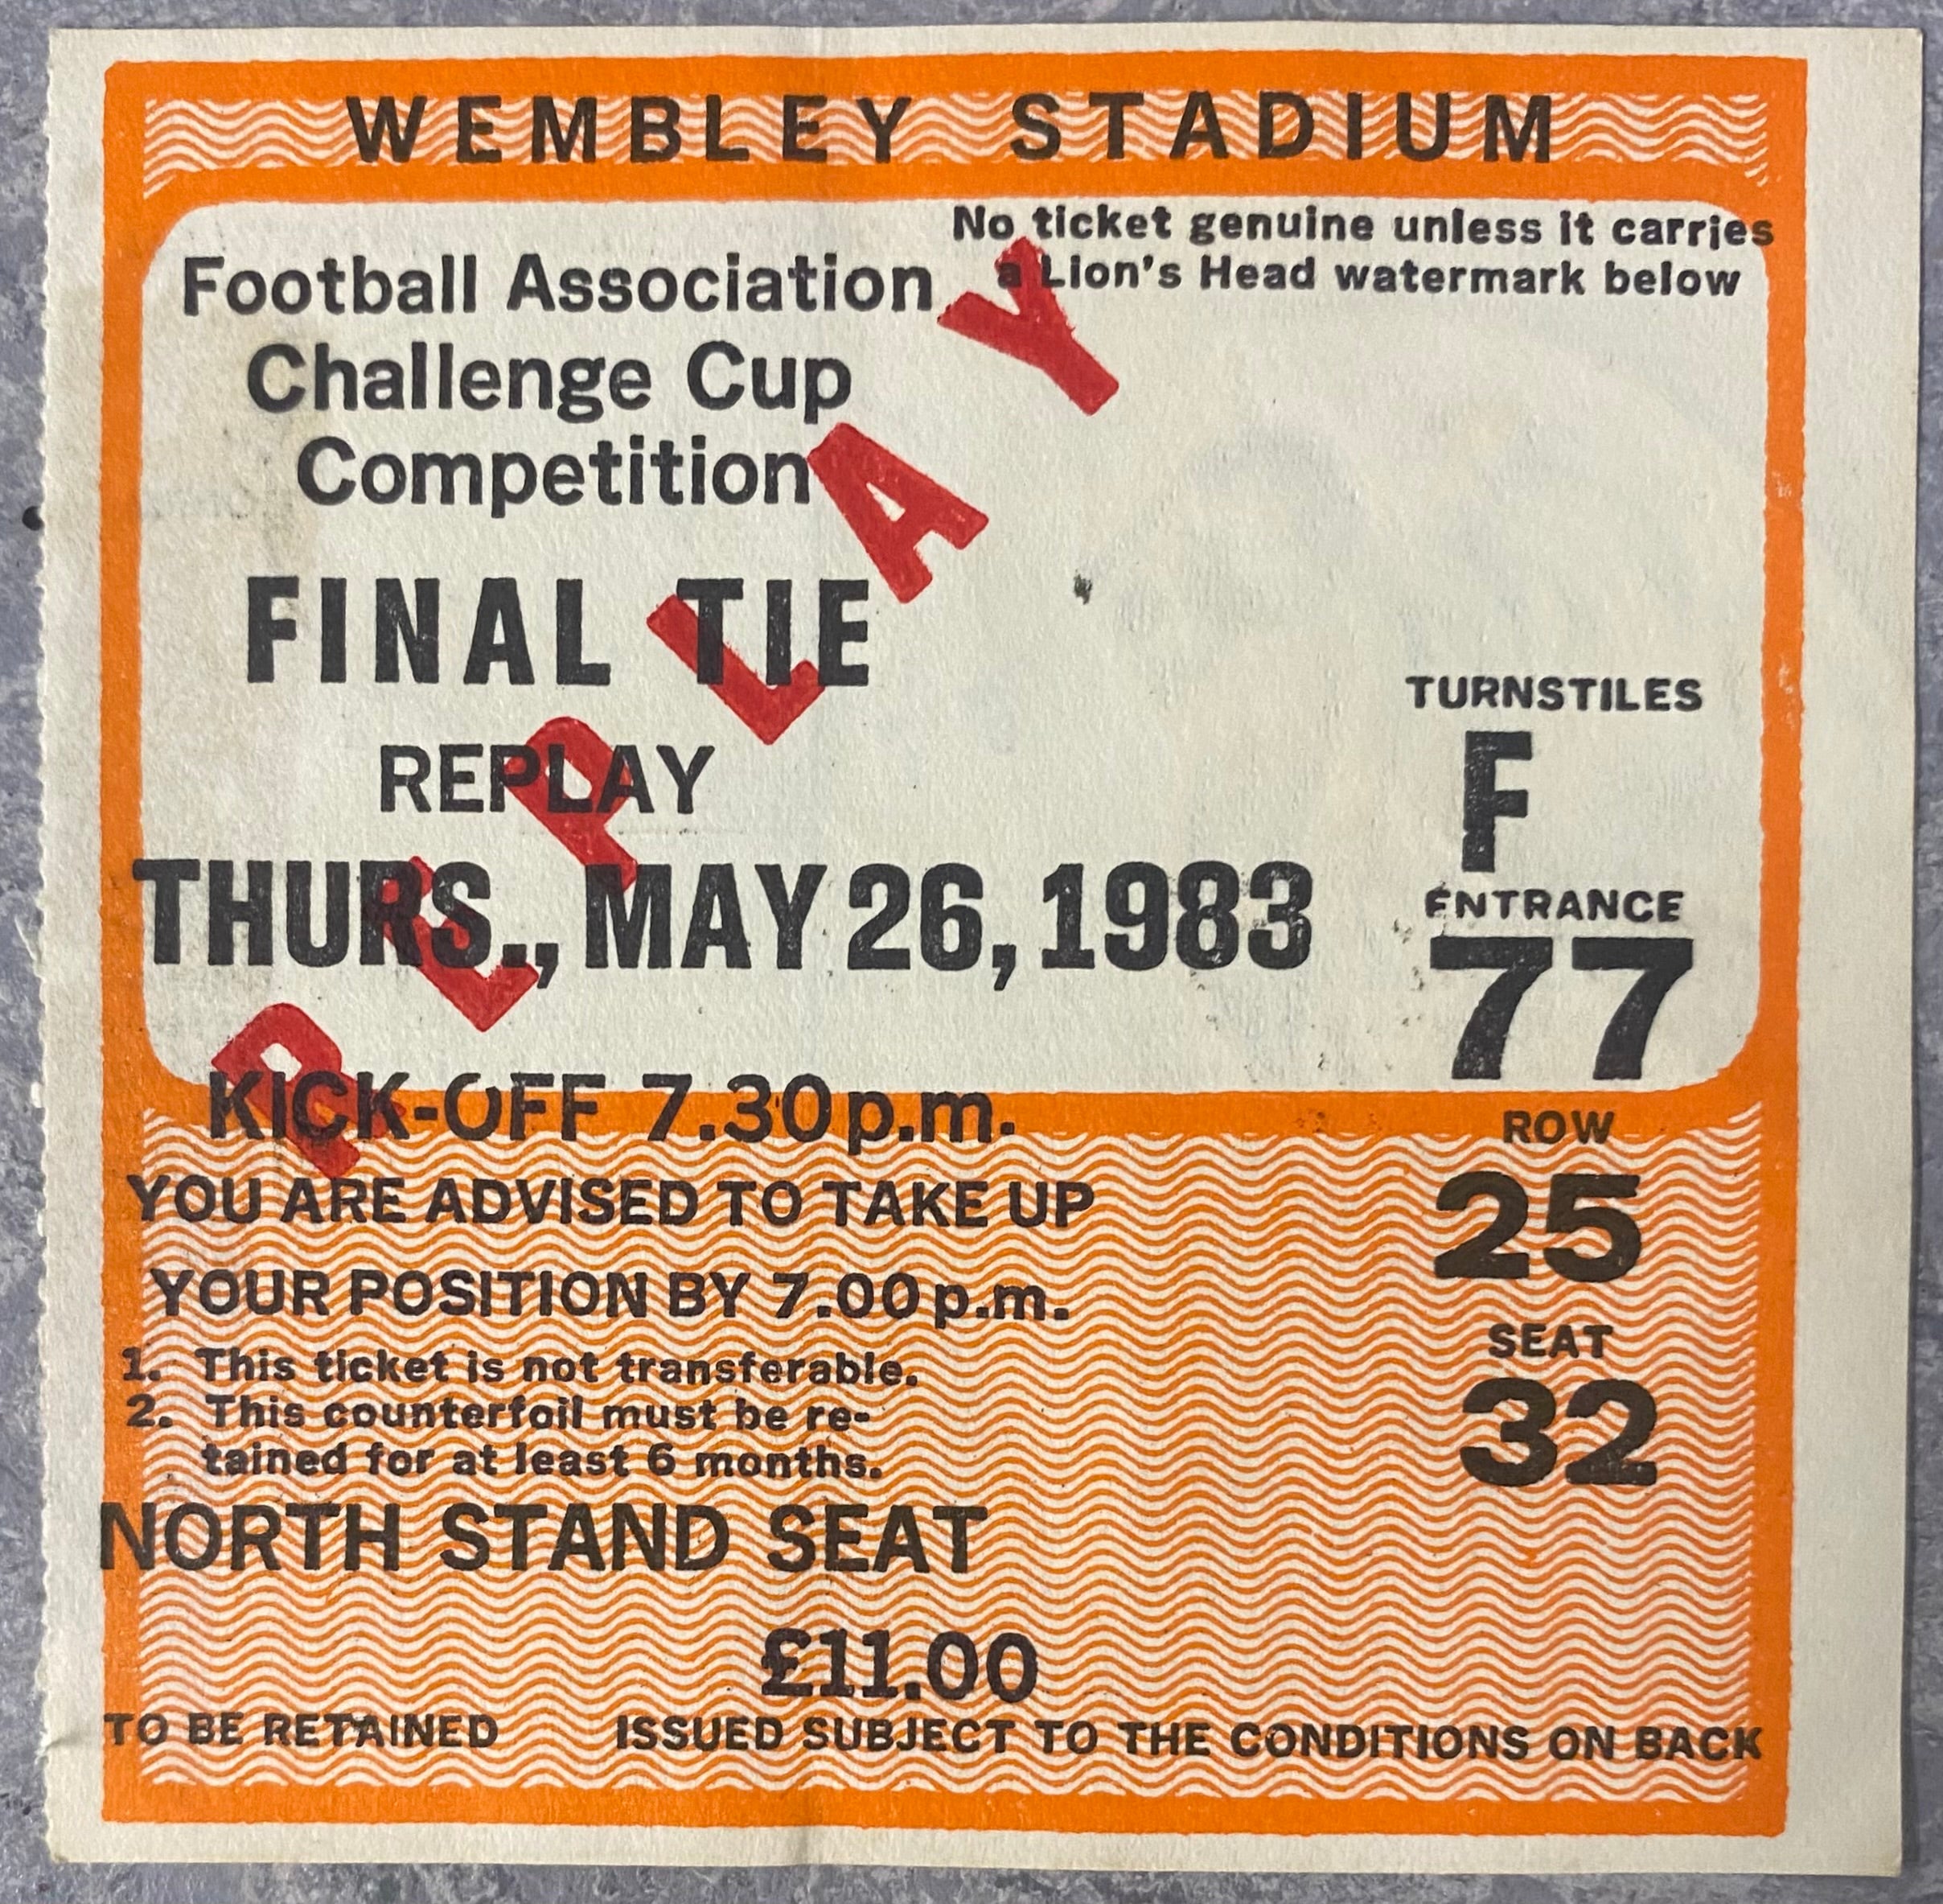 WEMBLEY STADIUM
No ticket genuine unless it carries
a Lion's Head watermark below
Football Association
Challenge Cup
Competition
FINAL TIE
REPLAY
THURS., MAY 26, 1983
KICK-OFF 7.30 p.m.
REPLAY
TURNSTILES
F
ENTRANCE
77
ROW
25
SEAT
32
YOU ARE ADVISED TO TAKE UP
YOUR POSITION BY 7.00 p.m.
1. This ticket is not transferable.
2. This counterfoil must be re-
tained for at least 6 months.
NORTH STAND SEAT
£11.00
TO BE RETAINED ISSUED SUBJECT TO THE CONDITIONS ON BACK